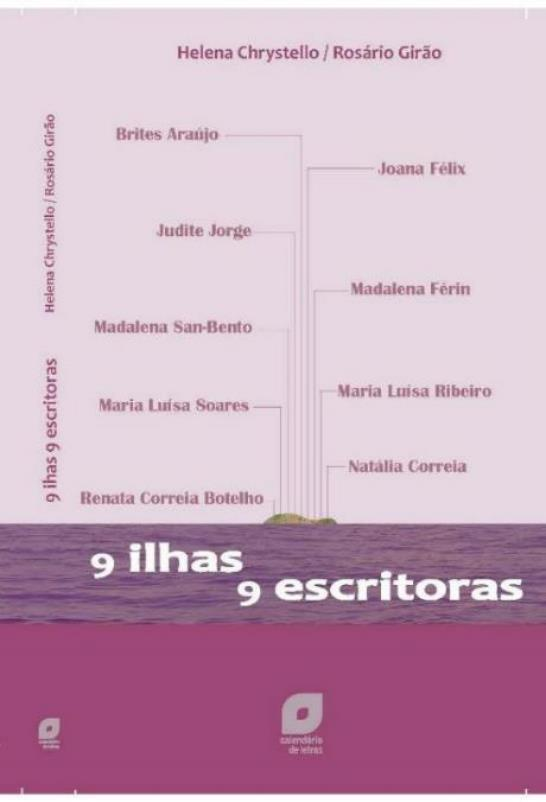 Helena Chrystello / Rosário Girão
Brites Araújo
Joana Félix
Judite Jorge
Madalena Férin
Madalena San-Bento
Maria Luísa Ribeiro
Maria Luísa Soares
Natália Correia
Renata Correia Botelho
9 ilhas
9 escritoras
calendário
de letras
Helena Chrystello / Rosário Girão
9 ihas 9 escritoras